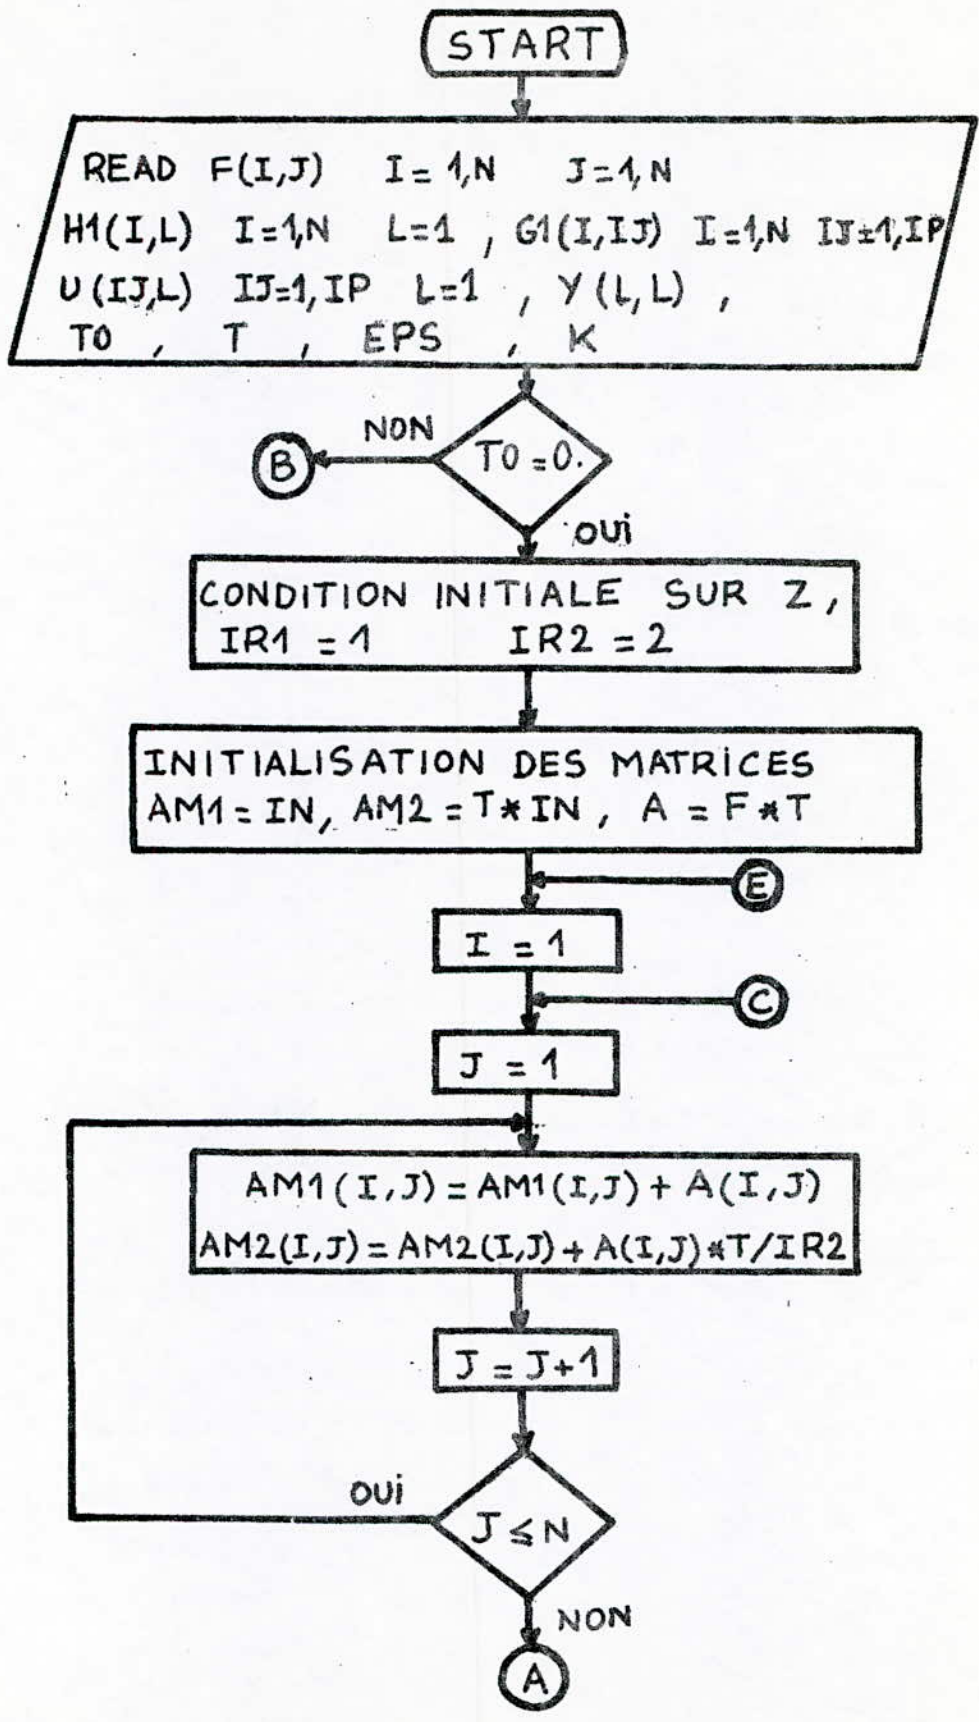 START
READ F(I,J) I= 1,N J=1,N
H1(I,L) I=1,N L=1 , G1(I,IJ) I=1,N IJ=1,IP
U(IJ,L) IJ=1,IP L=1 , Y(L,L) ,
T0 , T , EPS , K
NON
B
T0=0.
OUI
CONDITION INITIALE SUR Z,
IR1 = 1 IR2 = 2
INITIALISATION DES MATRICES
AM1 = IN, AM2 = T*IN, A = F*T
E
I = 1
C
J = 1
AM1(I,J) = AM1(I,J) + A(I,J)
AM2(I,J) = AM2(I,J) + A(I,J)*T/IR2
J = J+1
OUI
J ≤ N
NON
A